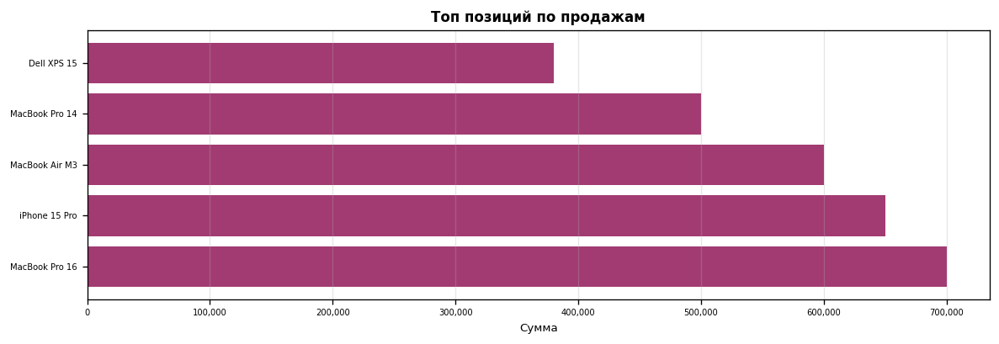 Топ позиций по продажам
Dell XPS 15
MacBook Pro 14
MacBook Air M3
iPhone 15 Pro
MacBook Pro 16
0 100,000 200,000 300,000 400,000 500,000 600,000 700,000
Сумма